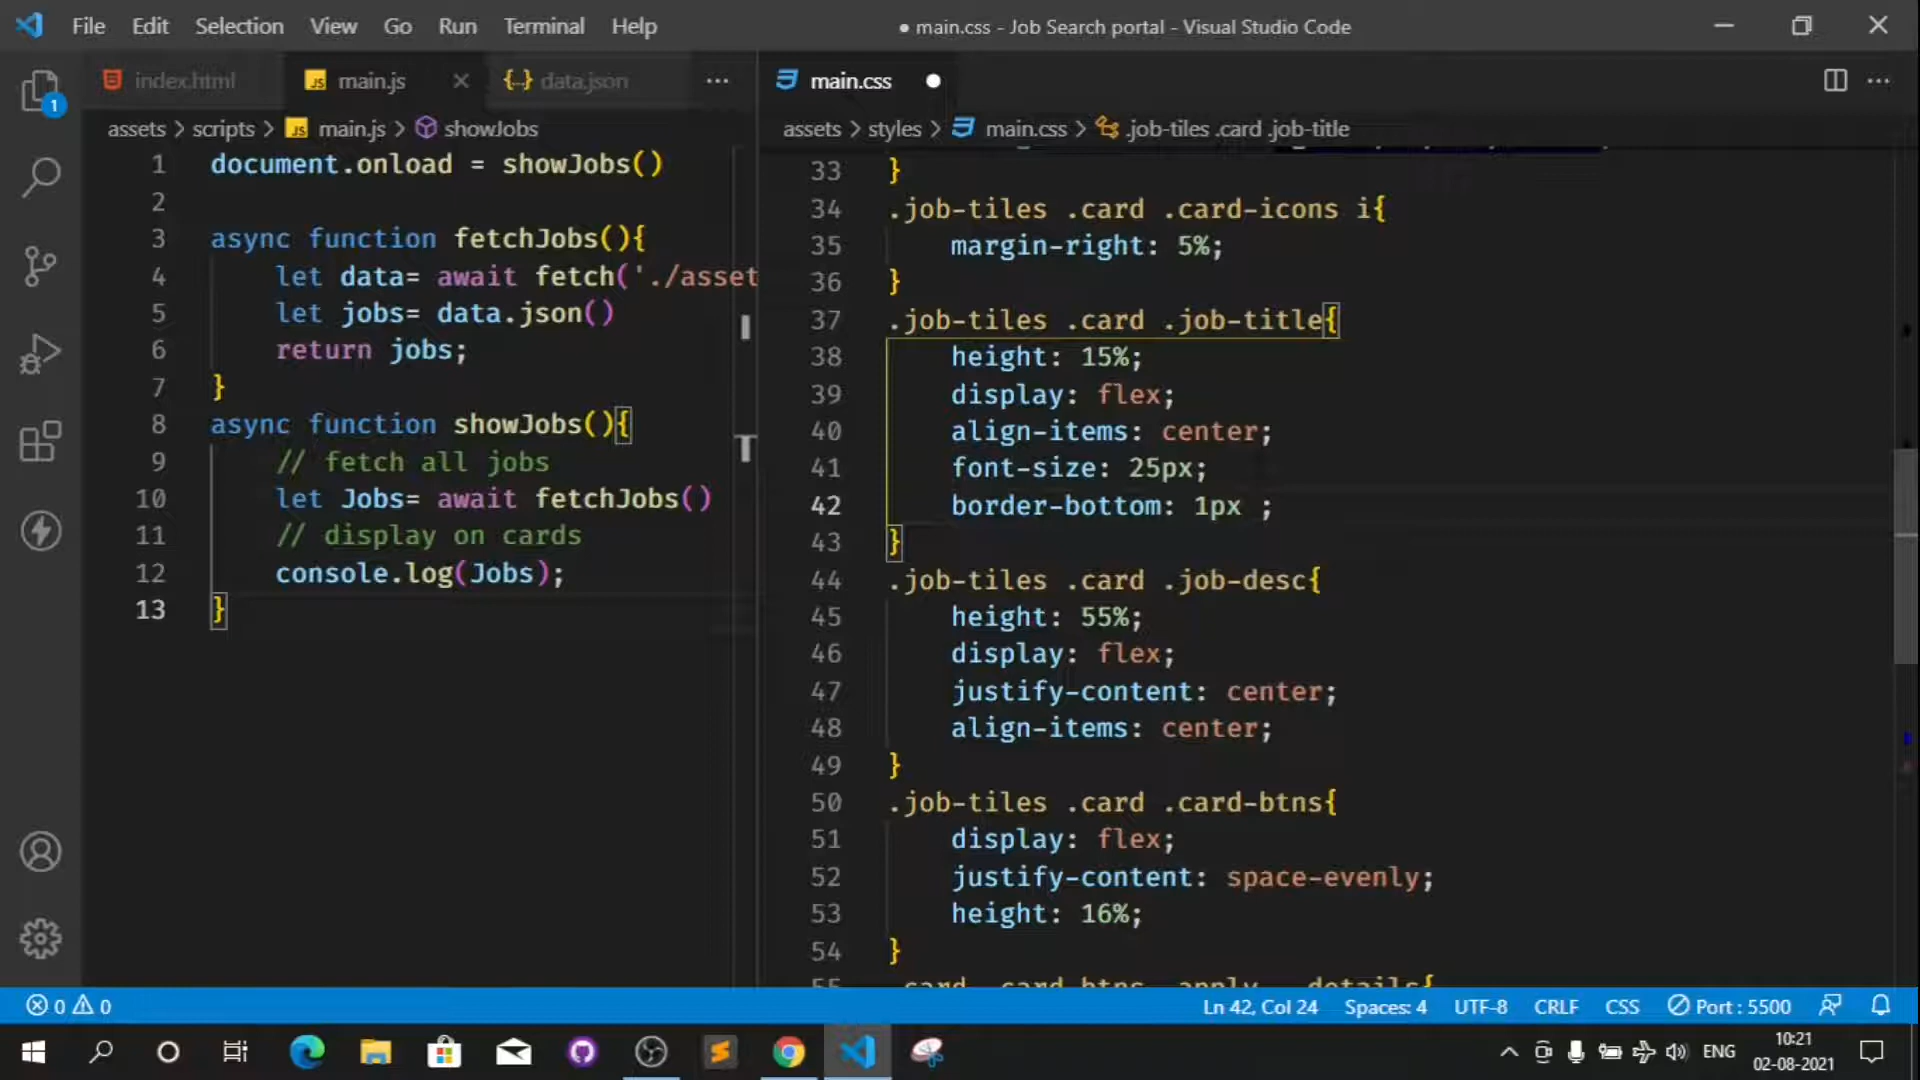 File Edit Selection View Go Run Terminal Help
● main.css - Job Search portal - Visual Studio Code
index.html
JS main.js
{..} data.json
main.css
assets > scripts > JS main.js > showJobs
assets > styles > main.css > .job-tiles .card .job-title
1
1 document.onload = showJobs()
2
3 async function fetchJobs(){
4 let data= await fetch('./asset
5 let jobs= data.json()
6 return jobs;
7 }
8 async function showJobs(){
9 // fetch all jobs
10 let Jobs= await fetchJobs()
11 // display on cards
12 console.log(Jobs);
13 }
33 }
34 .job-tiles .card .card-icons i{
35 margin-right: 5%;
36 }
37 .job-tiles .card .job-title{
38 height: 15%;
39 display: flex;
40 align-items: center;
41 font-size: 25px;
42 border-bottom: 1px ;
43 }
44 .job-tiles .card .job-desc{
45 height: 55%;
46 display: flex;
47 justify-content: center;
48 align-items: center;
49 }
50 .job-tiles .card .card-btns{
51 display: flex;
52 justify-content: space-evenly;
53 height: 16%;
54 }
0 0
Ln 42, Col 24 Spaces: 4 UTF-8 CRLF CSS Port : 5500
ENG
10:21
02-08-2021